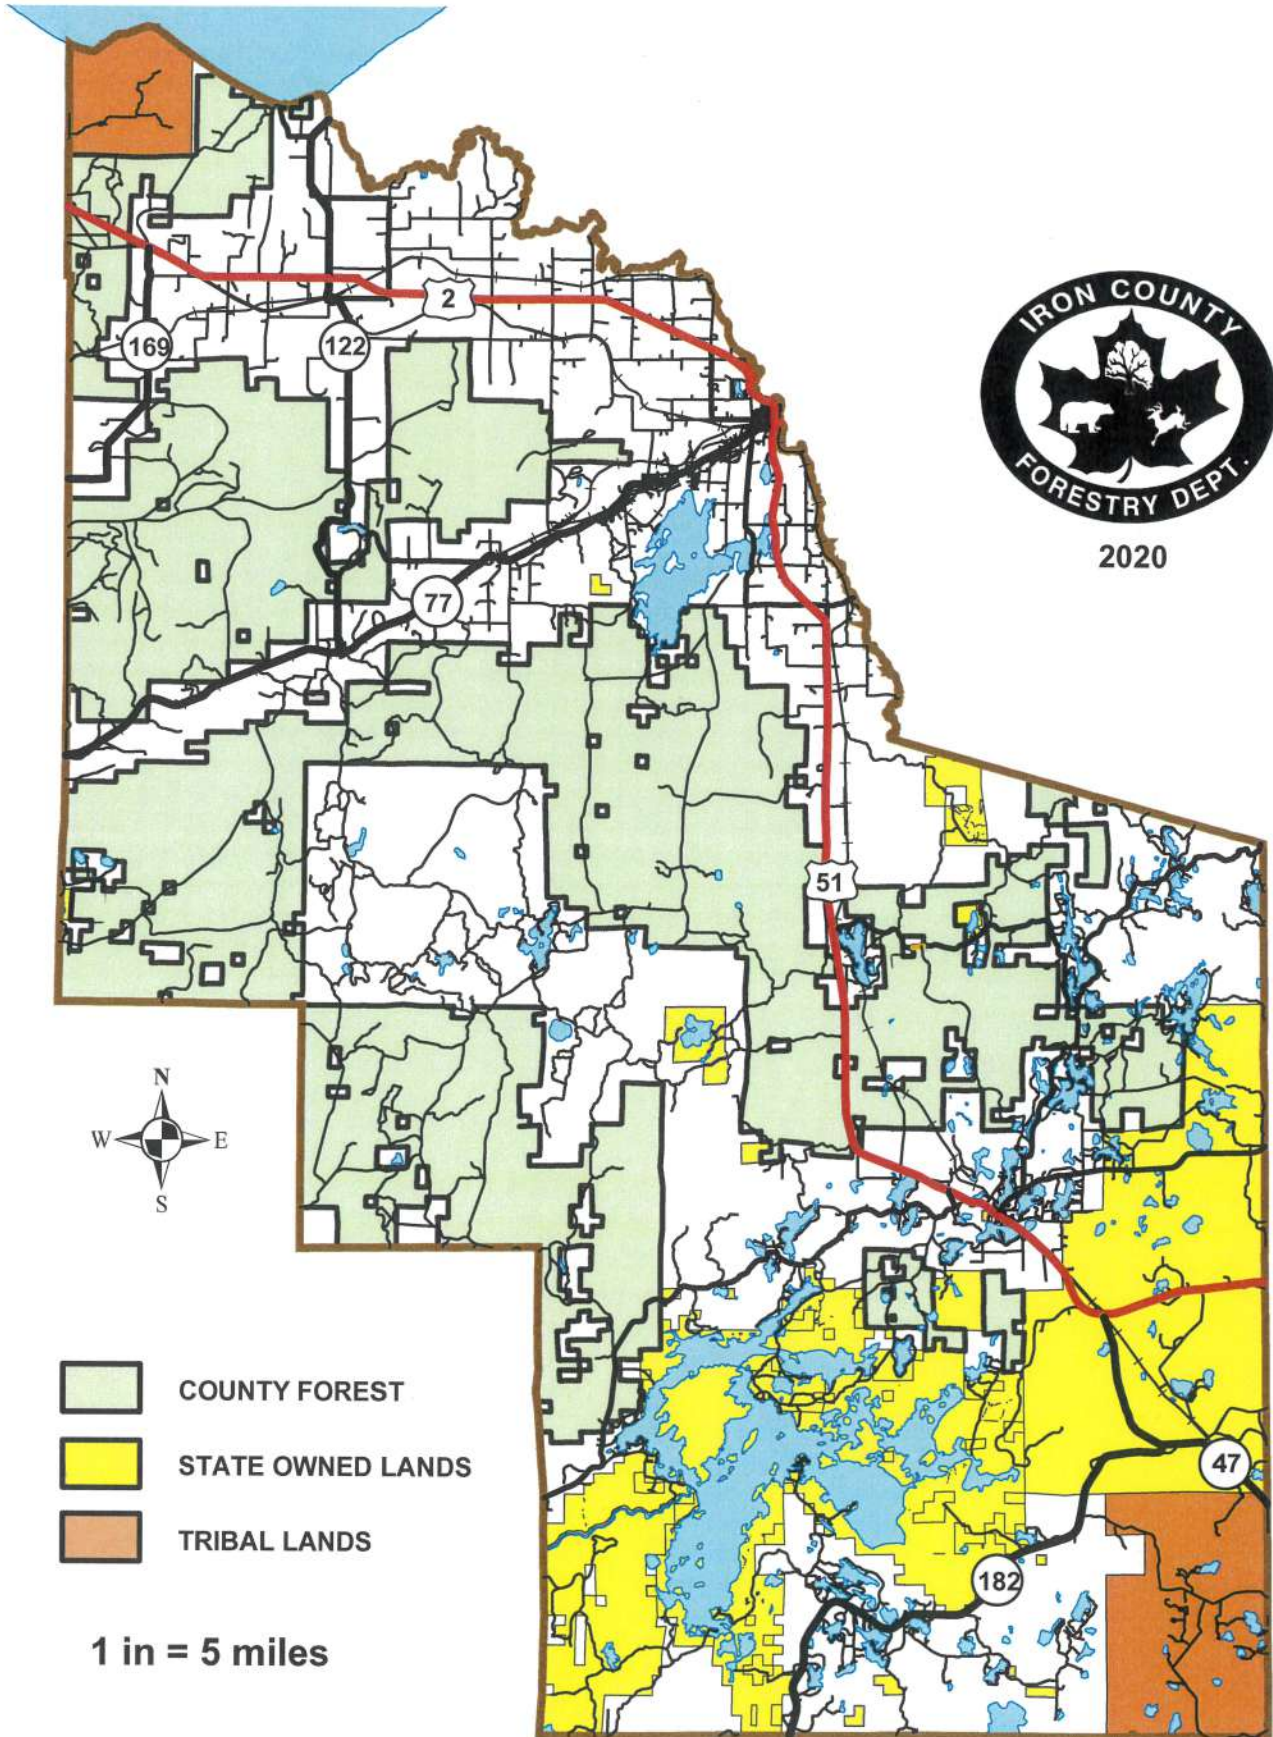 2
169
122
IRON COUNTY
FORESTRY DEPT.
2020
77
51
N
W E
S
COUNTY FOREST
STATE OWNED LANDS
47
TRIBAL LANDS
182
1 in = 5 miles